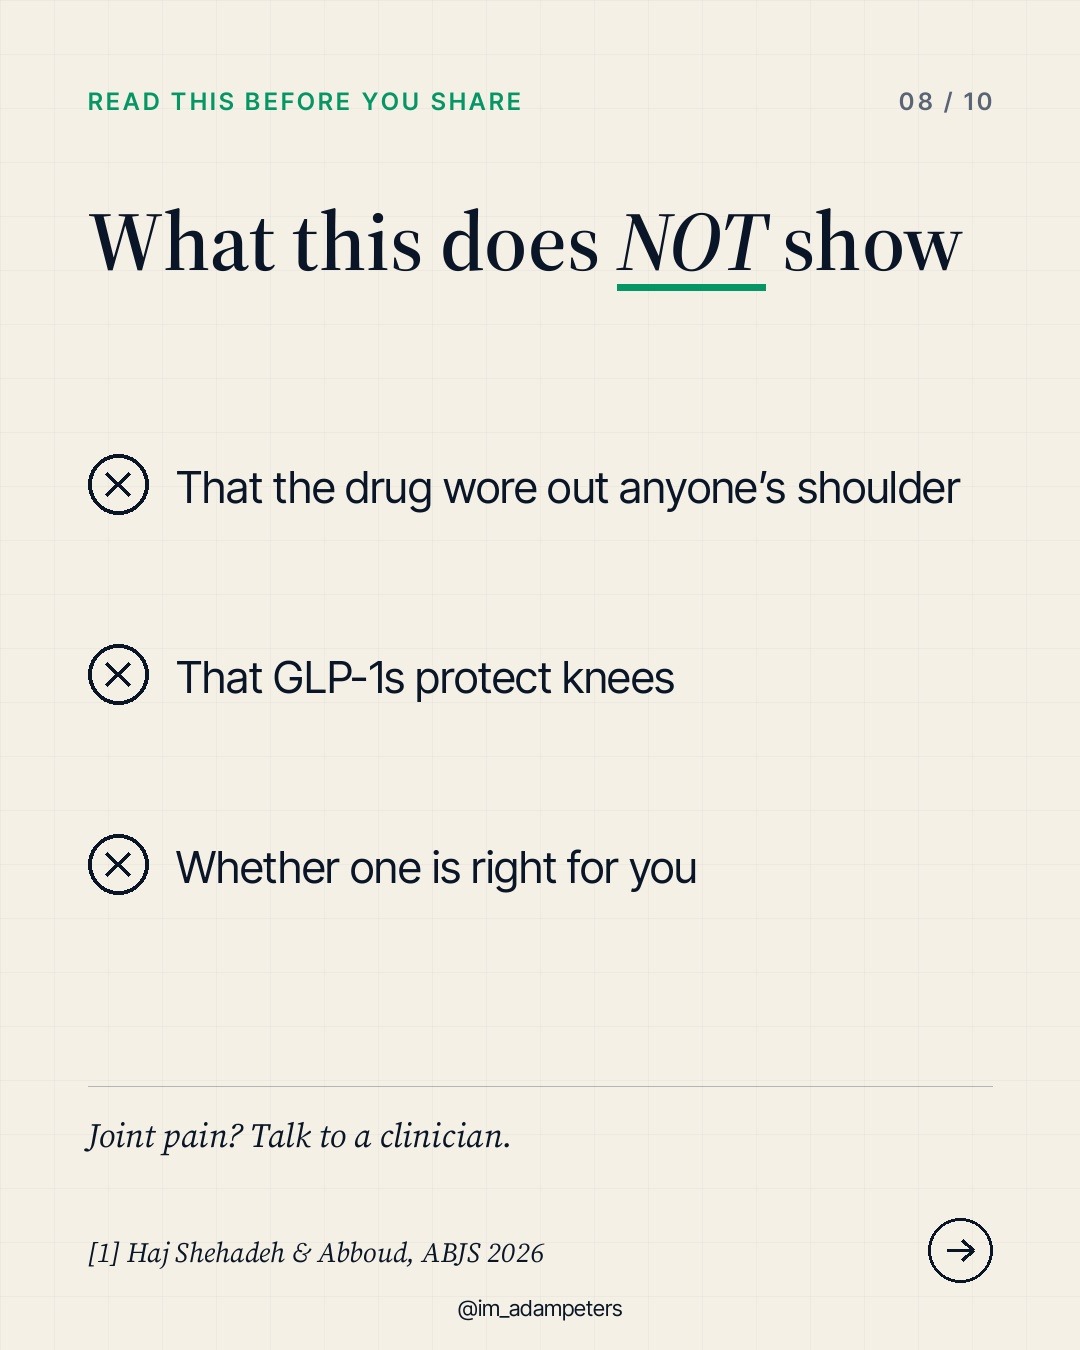 READ THIS BEFORE YOU SHARE
08 / 10
What this does NOT show
That the drug wore out anyone’s shoulder
That GLP-1s protect knees
Whether one is right for you
Joint pain? Talk to a clinician.
[1] Haj Shehadeh & Abboud, ABJS 2026
@im_adampeters